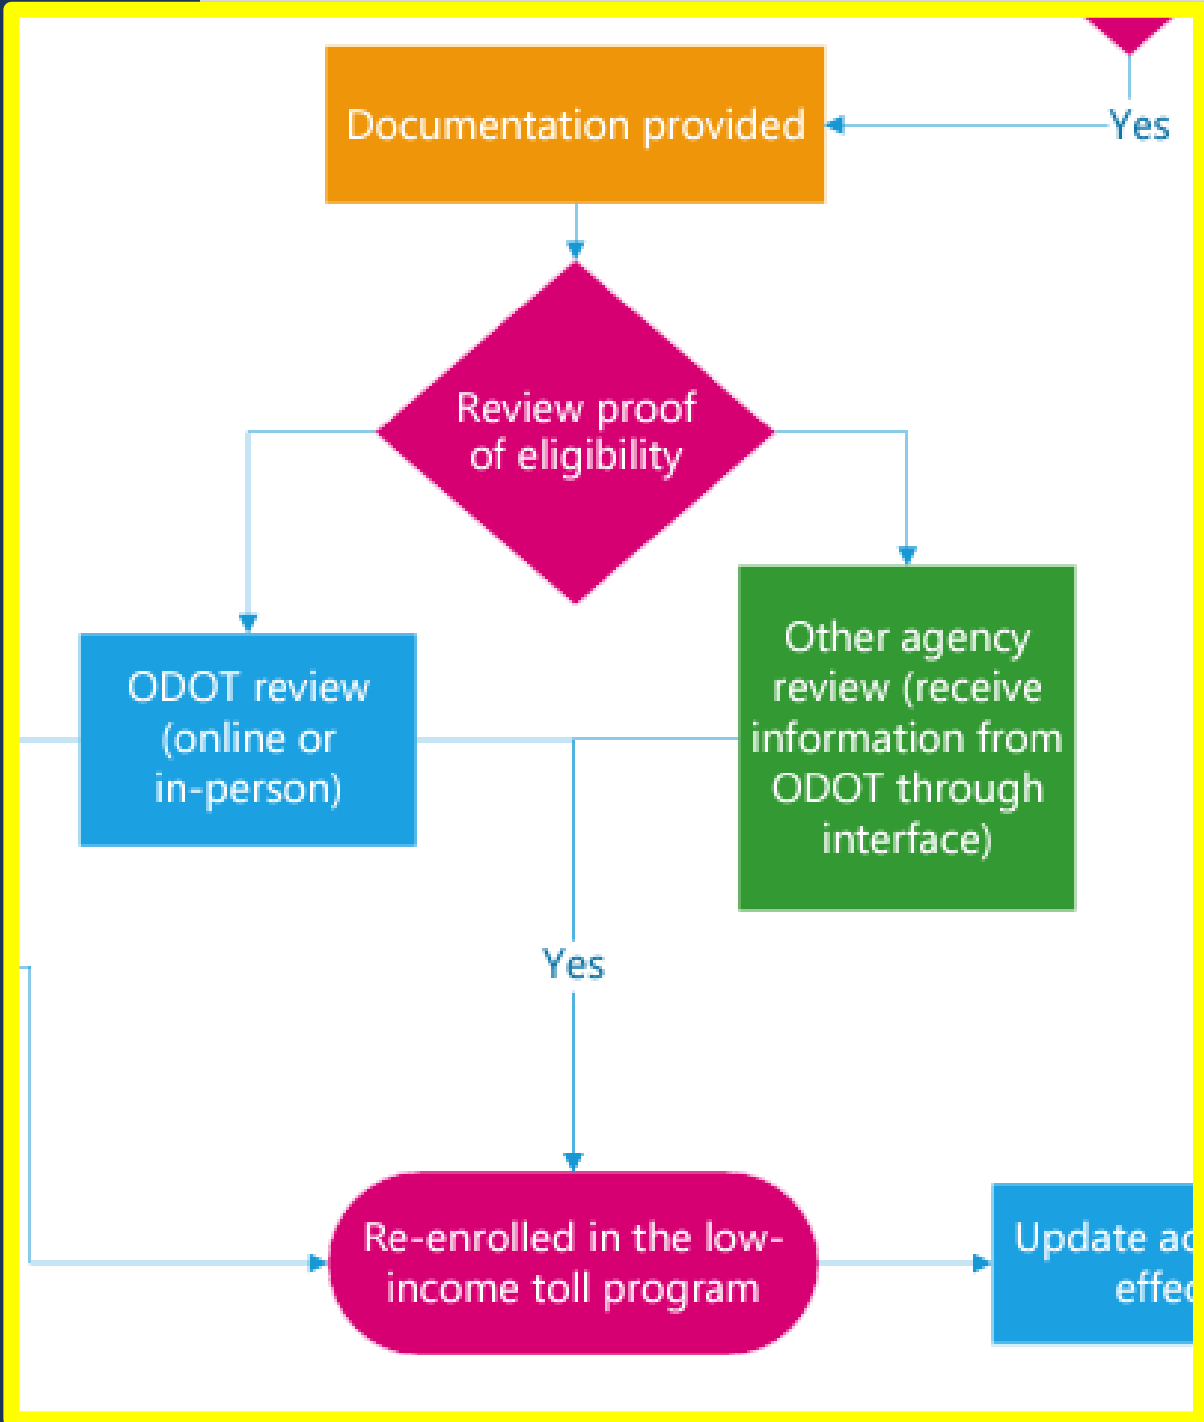 Documentation provided
Yes
Review proof
of eligibility
ODOT review
(online or
in-person)
Other agency
review (receive
information from
ODOT through
interface)
Yes
Re-enrolled in the low-
income toll program
Update